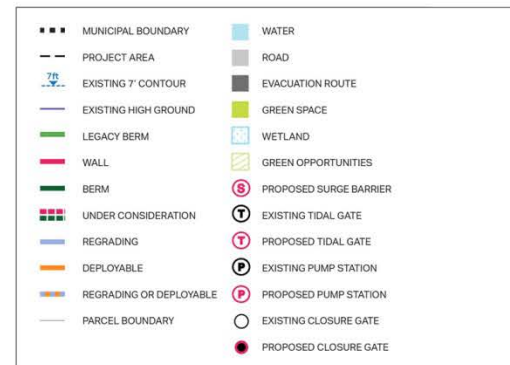 MUNICIPAL BOUNDARY
PROJECT AREA
7ft
EXISTING 7' CONTOUR
EXISTING HIGH GROUND
LEGACY BERM
WALL
BERM
UNDER CONSIDERATION
REGRADING
DEPLOYABLE
REGRADING OR DEPLOYABLE
PARCEL BOUNDARY
WATER
ROAD
EVACUATION ROUTE
GREEN SPACE
WETLAND
GREEN OPPORTUNITIES
S PROPOSED SURGE BARRIER
T EXISTING TIDAL GATE
T PROPOSED TIDAL GATE
P EXISTING PUMP STATION
P PROPOSED PUMP STATION
EXISTING CLOSURE GATE
PROPOSED CLOSURE GATE